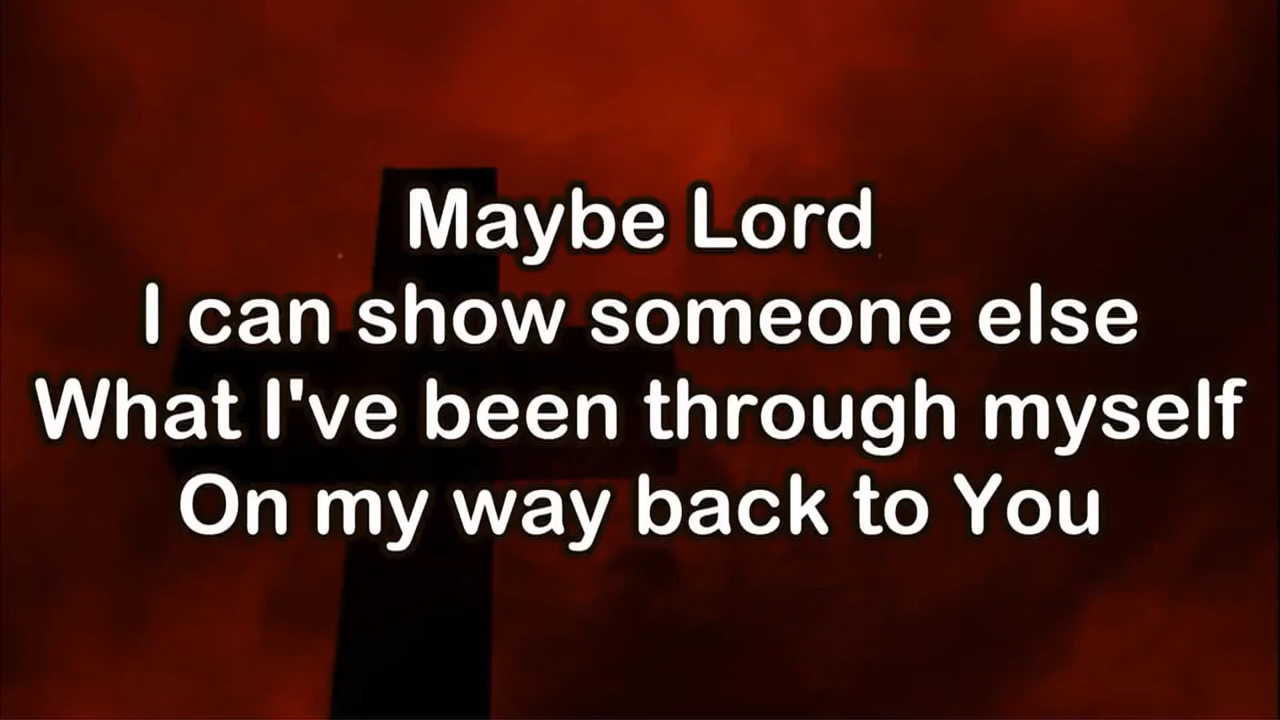 Maybe Lord
I can show someone else
What I've been through myself
On my way back to You